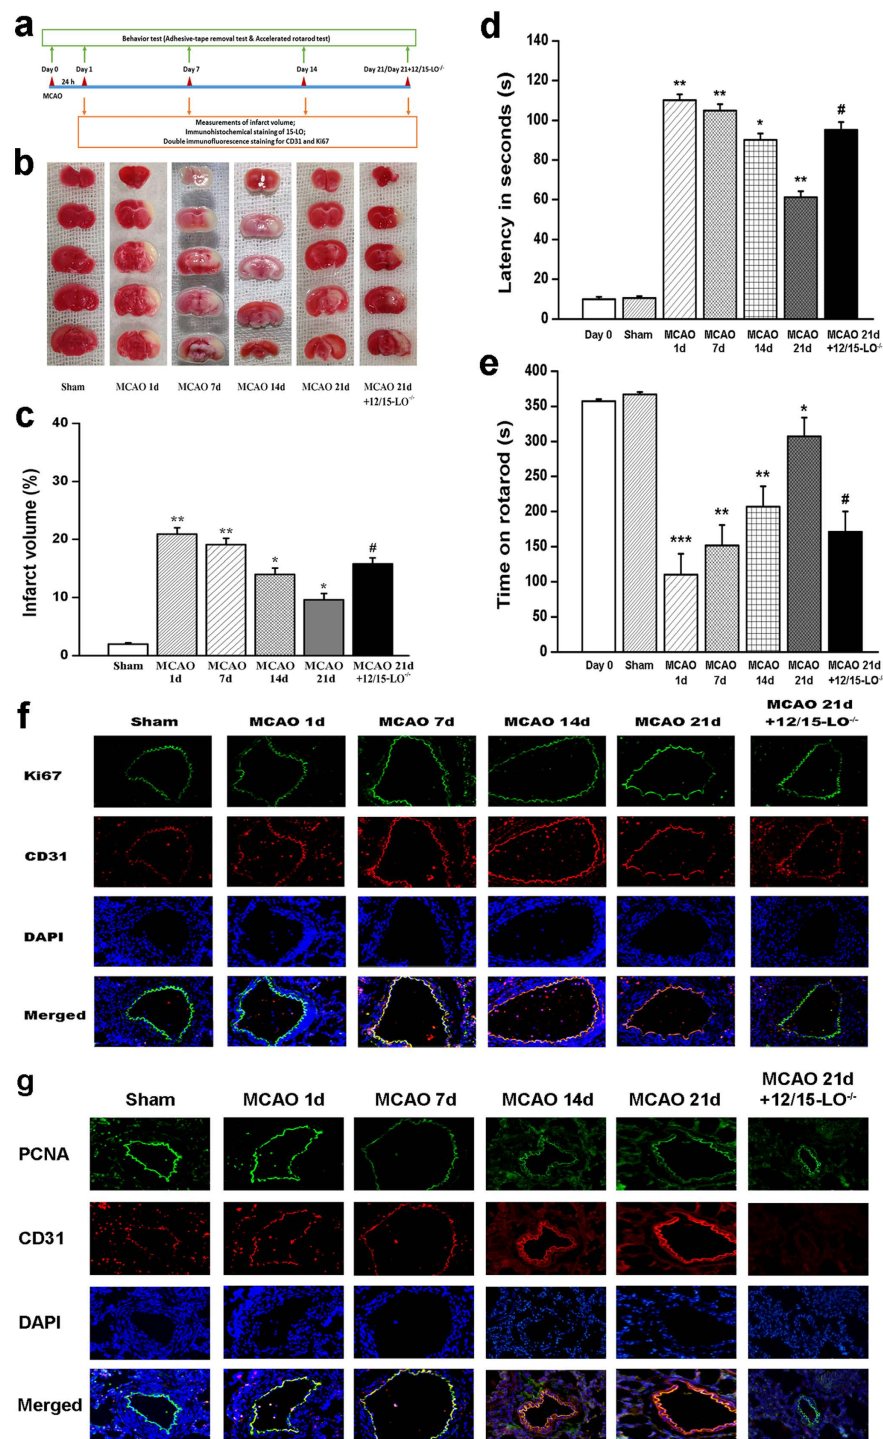 a
Behavior test (Adhesive-tape removal test & Accelerated rotarod test)
Day 0
Day 1
Day 7
Day 14
Day 21/Day 21+12/15-LO-/-
24 h
MCAO
Measurements of infarct volume;
Immunohistochemical staining of 15-LO;
Double immunofluorescence staining for CD31 and Ki67
b
Sham
MCAO 1d
MCAO 7d
MCAO 14d
MCAO 21d
MCAO 21d
+12/15-LO-/-
c
Infarct volume (%)
40
30
20
10
0
**
**
*
*
#
Sham
MCAO
1d
MCAO
7d
MCAO
14d
MCAO
21d
MCAO 21d
+12/15-LO-/-
d
Latency in seconds (s)
140
120
100
80
60
40
20
0
**
**
*
**
#
Day 0
Sham
MCAO
1d
MCAO
7d
MCAO
14d
MCAO
21d
MCAO 21d
+12/15-LO-/-
e
Time on rotarod (s)
400
350
300
250
200
150
100
50
0
***
**
**
*
#
Day 0
Sham
MCAO
1d
MCAO
7d
MCAO
14d
MCAO
21d
MCAO 21d
+12/15-LO-/-
f
Sham
MCAO 1d
MCAO 7d
MCAO 14d
MCAO 21d
MCAO 21d
+12/15-LO-/-
Ki67
CD31
DAPI
Merged
g
Sham
MCAO 1d
MCAO 7d
MCAO 14d
MCAO 21d
MCAO 21d
+12/15-LO-/-
PCNA
CD31
DAPI
Merged